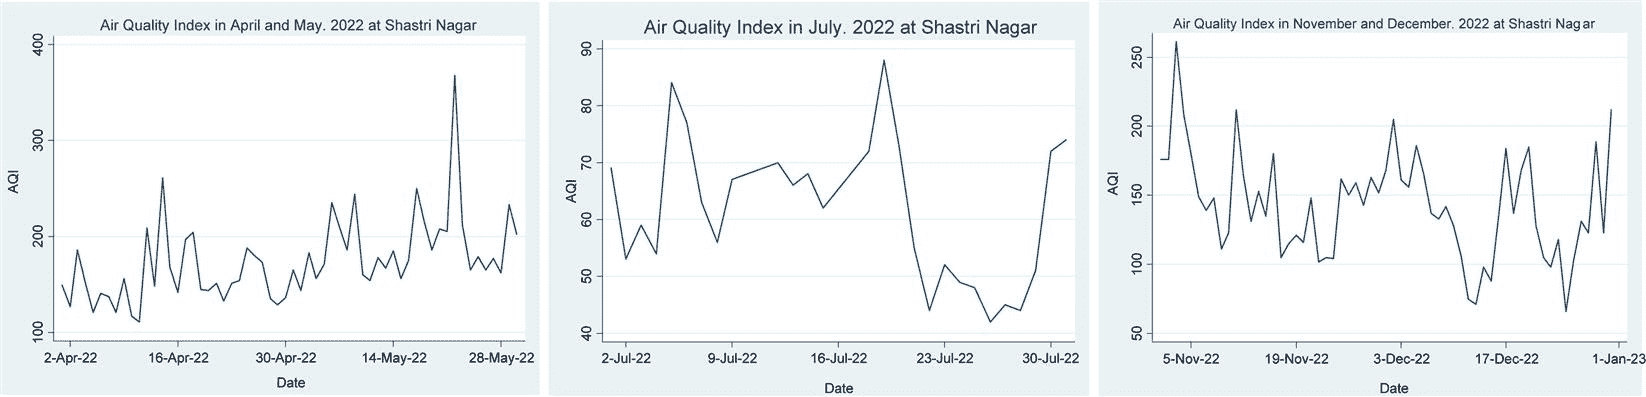 Air Quality Index in April and May. 2022 at Shastri Nagar
400
300
200
100
AQI
2-Apr-22 16-Apr-22 30-Apr-22 14-May-22 28-May-22
Date
Air Quality Index in July. 2022 at Shastri Nagar
90
80
70
60
50
40
AQI
2-Jul-22 9-Jul-22 16-Jul-22 23-Jul-22 30-Jul-22
Date
Air Quality Index in November and December. 2022 at Shastri Nagar
250
200
150
100
50
AQI
5-Nov-22 19-Nov-22 3-Dec-22 17-Dec-22 1-Jan-23
Date